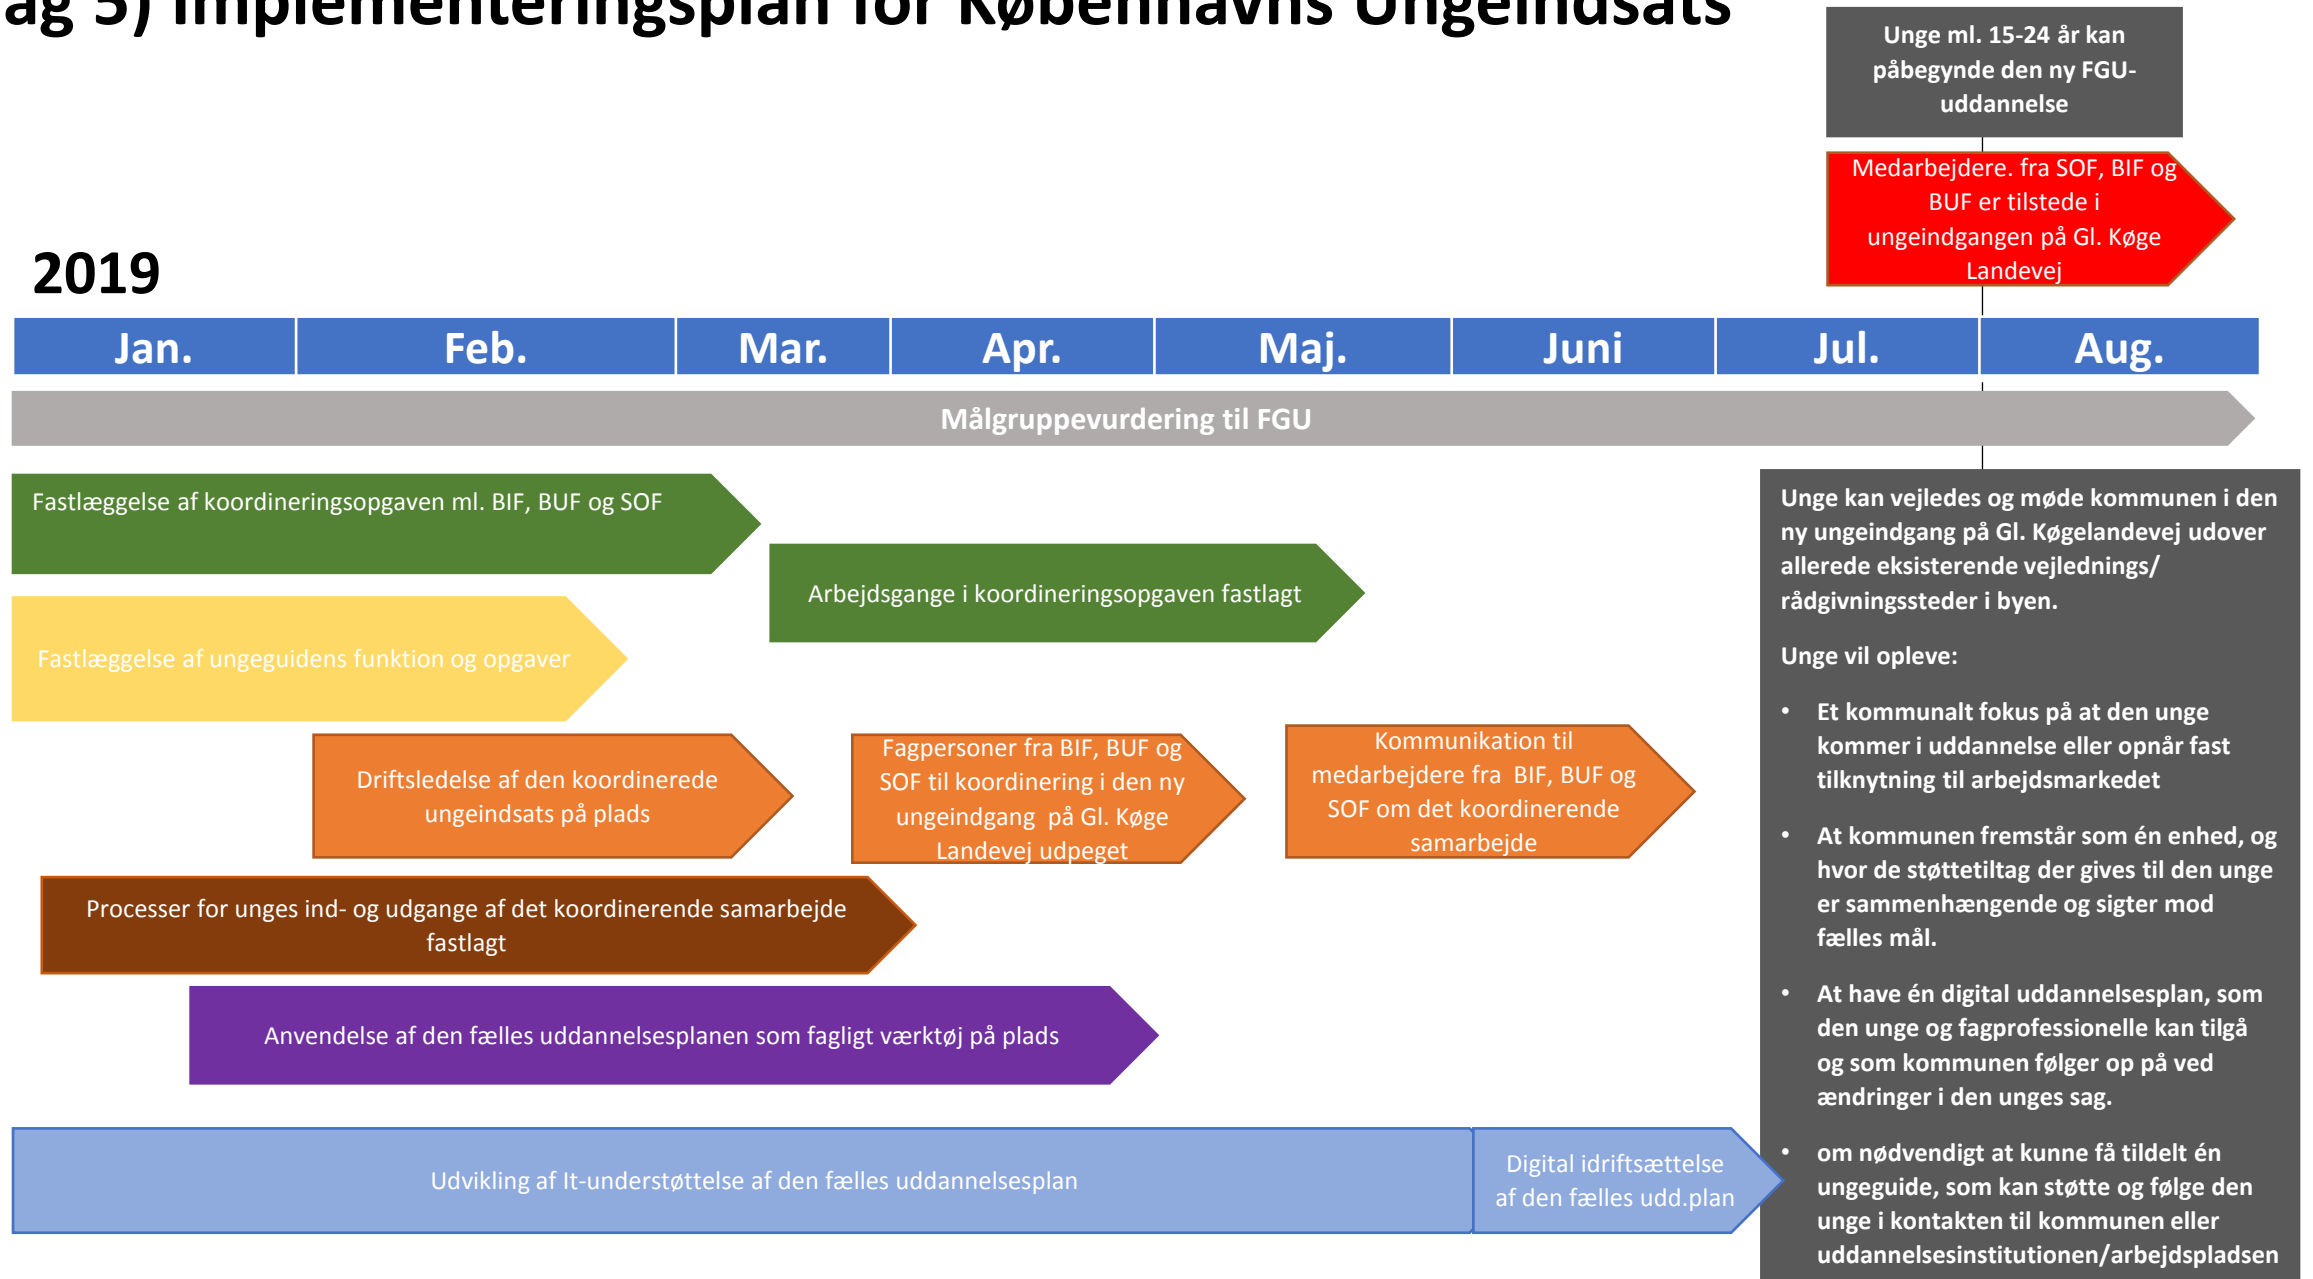 ag 5) Implementeringsplan for Københavns Ungeindsats
Unge ml. 15-24 år kan
påbegynde den ny FGU-
uddannelse
Medarbejdere. fra SOF, BIF og
BUF er tilstede i
ungeindgangen på Gl. Køge
Landevej
2019
Jan.
Feb.
Mar.
Apr.
Maj.
Juni
Jul.
Aug.
Målgruppevurdering til FGU
Fastlæggelse af koordineringsopgaven ml. BIF, BUF og SOF
Arbejdsgange i koordineringsopgaven fastlagt
Fastlæggelse af ungeguidens funktion og opgaver
Driftsledelse af den koordinerede
ungeindsats på plads
Fagpersoner fra BIF, BUF og
SOF til koordinering i den ny
ungeindgang  på Gl. Køge
Landevej udpeget
Kommunikation til
medarbejdere fra  BIF, BUF og
SOF om det koordinerende
samarbejde
Processer for unges ind- og udgange af det koordinerende samarbejde
fastlagt
Anvendelse af den fælles uddannelsesplanen som fagligt værktøj på plads
Udvikling af It-understøttelse af den fælles uddannelsesplan
Digital idriftsættelse
af den fælles udd.plan
Unge kan vejledes og møde kommunen i den
ny ungeindgang på Gl. Køgelandevej udover
allerede eksisterende vejlednings/
rådgivningssteder i byen.
Unge vil opleve:
• Et kommunalt fokus på at den unge
kommer i uddannelse eller opnår fast
tilknytning til arbejdsmarkedet
• At kommunen fremstår som én enhed, og
hvor de støttetiltag der gives til den unge
er sammenhængende og sigter mod
fælles mål.
• At have én digital uddannelsesplan, som
den unge og fagprofessionelle kan tilgå
og som kommunen følger op på ved
ændringer i den unges sag.
• om nødvendigt at kunne få tildelt én
ungeguide, som kan støtte og følge den
unge i kontakten til kommunen eller
uddannelsesinstitutionen/arbejdspladsen